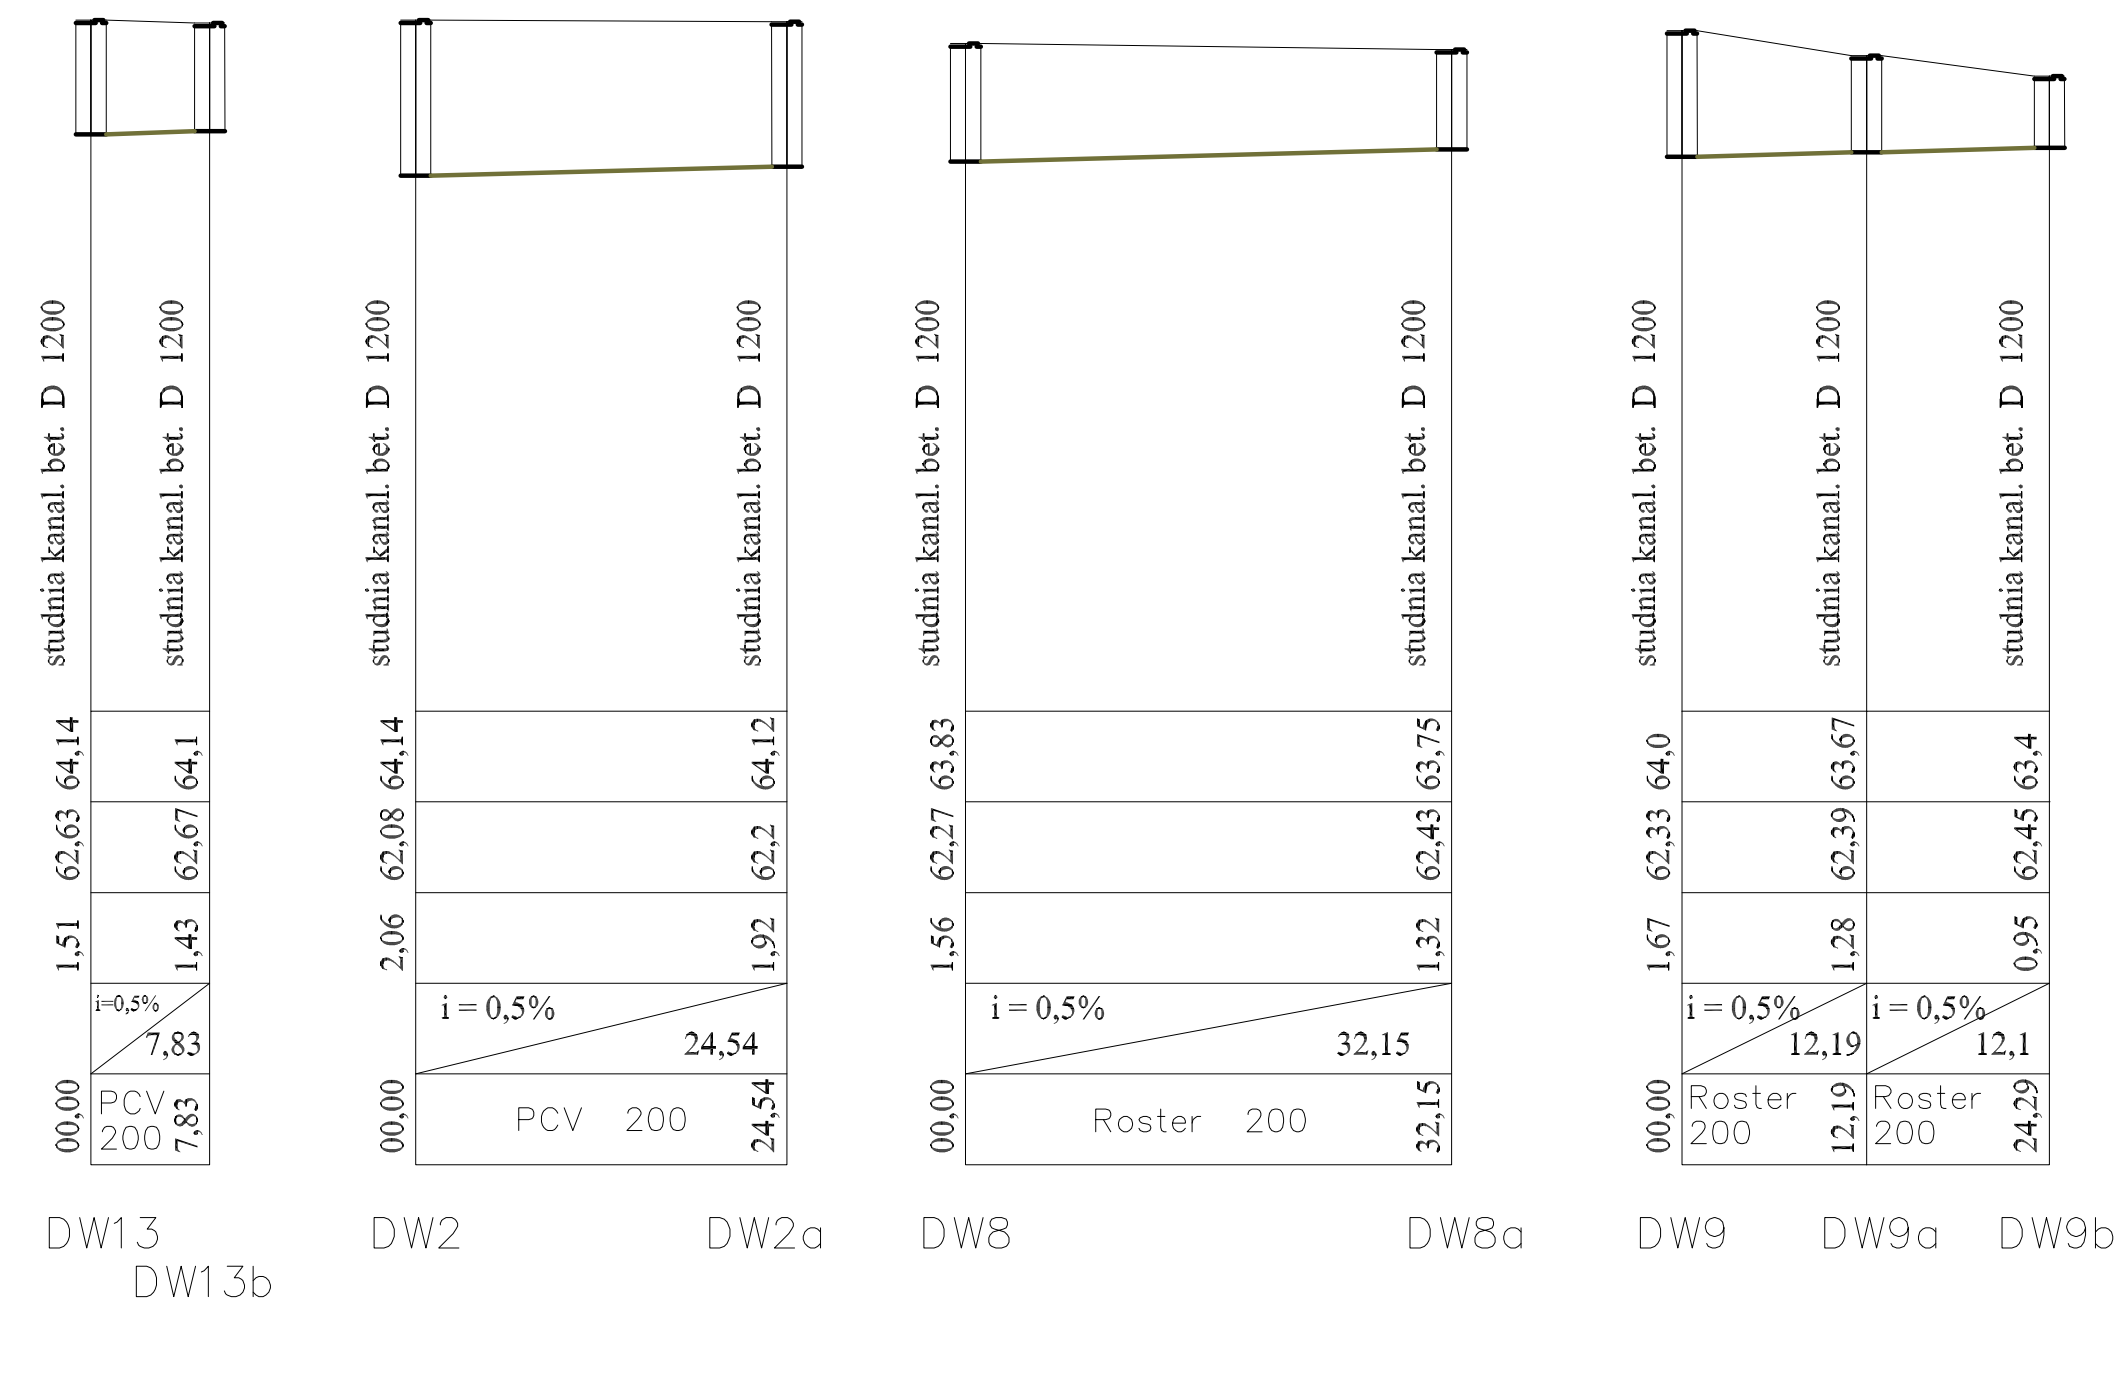 studnia kanal. bet. D 1200
studnia kanal. bet. D 1200
studnia kanal. bet. D 1200
studnia kanal. bet. D 1200
studnia kanal. bet. D 1200
studnia kanal. bet. D 1200
studnia kanal. bet. D 1200
studnia kanal. bet. D 1200
studnia kanal. bet. D 1200
64,14
64,1
64,14
64,12
63,83
63,75
64,0
63,67
63,4
62,63
62,67
62,08
62,2
62,27
62,43
62,33
62,39
62,45
1,51
1,43
2,06
1,92
1,56
1,32
1,67
1,28
0,95
i=0,5%
7,83
i = 0,5%
24,54
i = 0,5%
32,15
i = 0,5%
12,19
i = 0,5%
12,1
00,00
PCV
200
7,83
00,00
PCV 200
24,54
00,00
Roster 200
32,15
00,00
Roster
200
12,19
Roster
200
24,29
DW13
DW13b
DW2
DW2a
DW8
DW8a
DW9
DW9a
DW9b